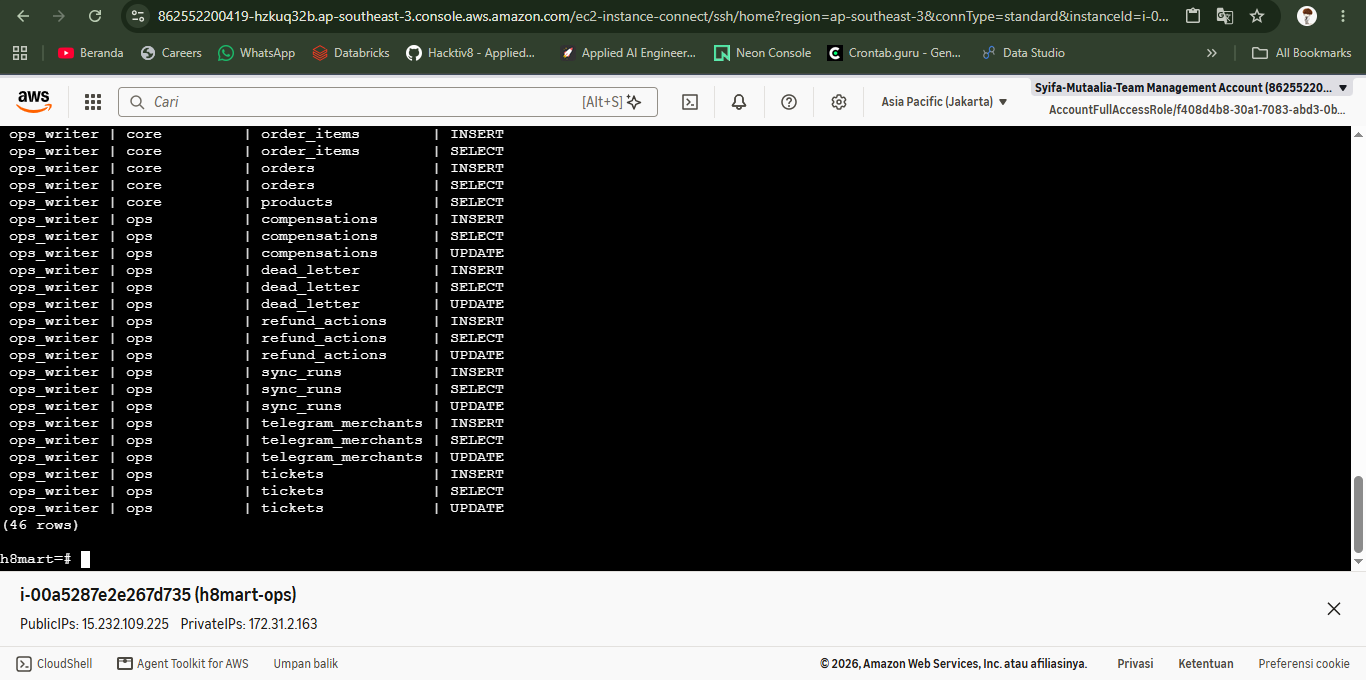 862552200419-hzkuq32b.ap-southeast-3.console.aws.amazon.com/ec2-instance-connect/ssh/home?region=ap-southeast-3&connType=standard&instanceId=i-0...
Beranda Careers WhatsApp Databricks Hacktiv8 - Applied... Applied AI Engineer... Neon Console Crontab.guru - Gen... Data Studio » All Bookmarks
aws Cari [Alt+S] Asia Pacific (Jakarta) Syifa-Mutaalia-Team Management Account (86255220...
AccountFullAccessRole/f408d4b8-30a1-7083-abd3-0b...
ops_writer | core | order_items | INSERT
ops_writer | core | order_items | SELECT
ops_writer | core | orders | INSERT
ops_writer | core | orders | SELECT
ops_writer | core | products | SELECT
ops_writer | ops | compensations | INSERT
ops_writer | ops | compensations | SELECT
ops_writer | ops | compensations | UPDATE
ops_writer | ops | dead_letter | INSERT
ops_writer | ops | dead_letter | SELECT
ops_writer | ops | dead_letter | UPDATE
ops_writer | ops | refund_actions | INSERT
ops_writer | ops | refund_actions | SELECT
ops_writer | ops | refund_actions | UPDATE
ops_writer | ops | sync_runs | INSERT
ops_writer | ops | sync_runs | SELECT
ops_writer | ops | sync_runs | UPDATE
ops_writer | ops | telegram_merchants | INSERT
ops_writer | ops | telegram_merchants | SELECT
ops_writer | ops | telegram_merchants | UPDATE
ops_writer | ops | tickets | INSERT
ops_writer | ops | tickets | SELECT
ops_writer | ops | tickets | UPDATE
(46 rows)
h8mart=#
i-00a5287e2e267d735 (h8mart-ops)
PublicIPs: 15.232.109.225 PrivateIPs: 172.31.2.163
CloudShell Agent Toolkit for AWS Umpan balik © 2026, Amazon Web Services, Inc. atau afiliasinya. Privasi Ketentuan Preferensi cookie